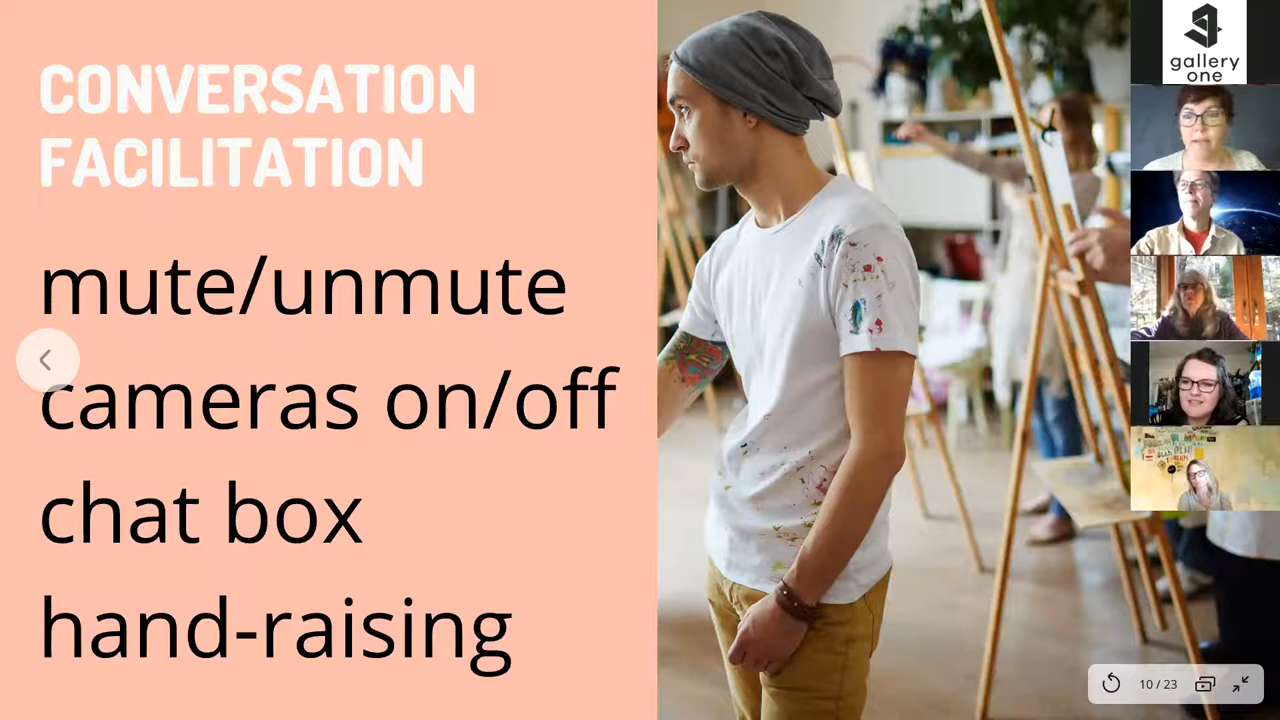 CONVERSATION
FACILITATION
mute/unmute
cameras on/off
chat box
hand-raising
gallery
one
10 / 23